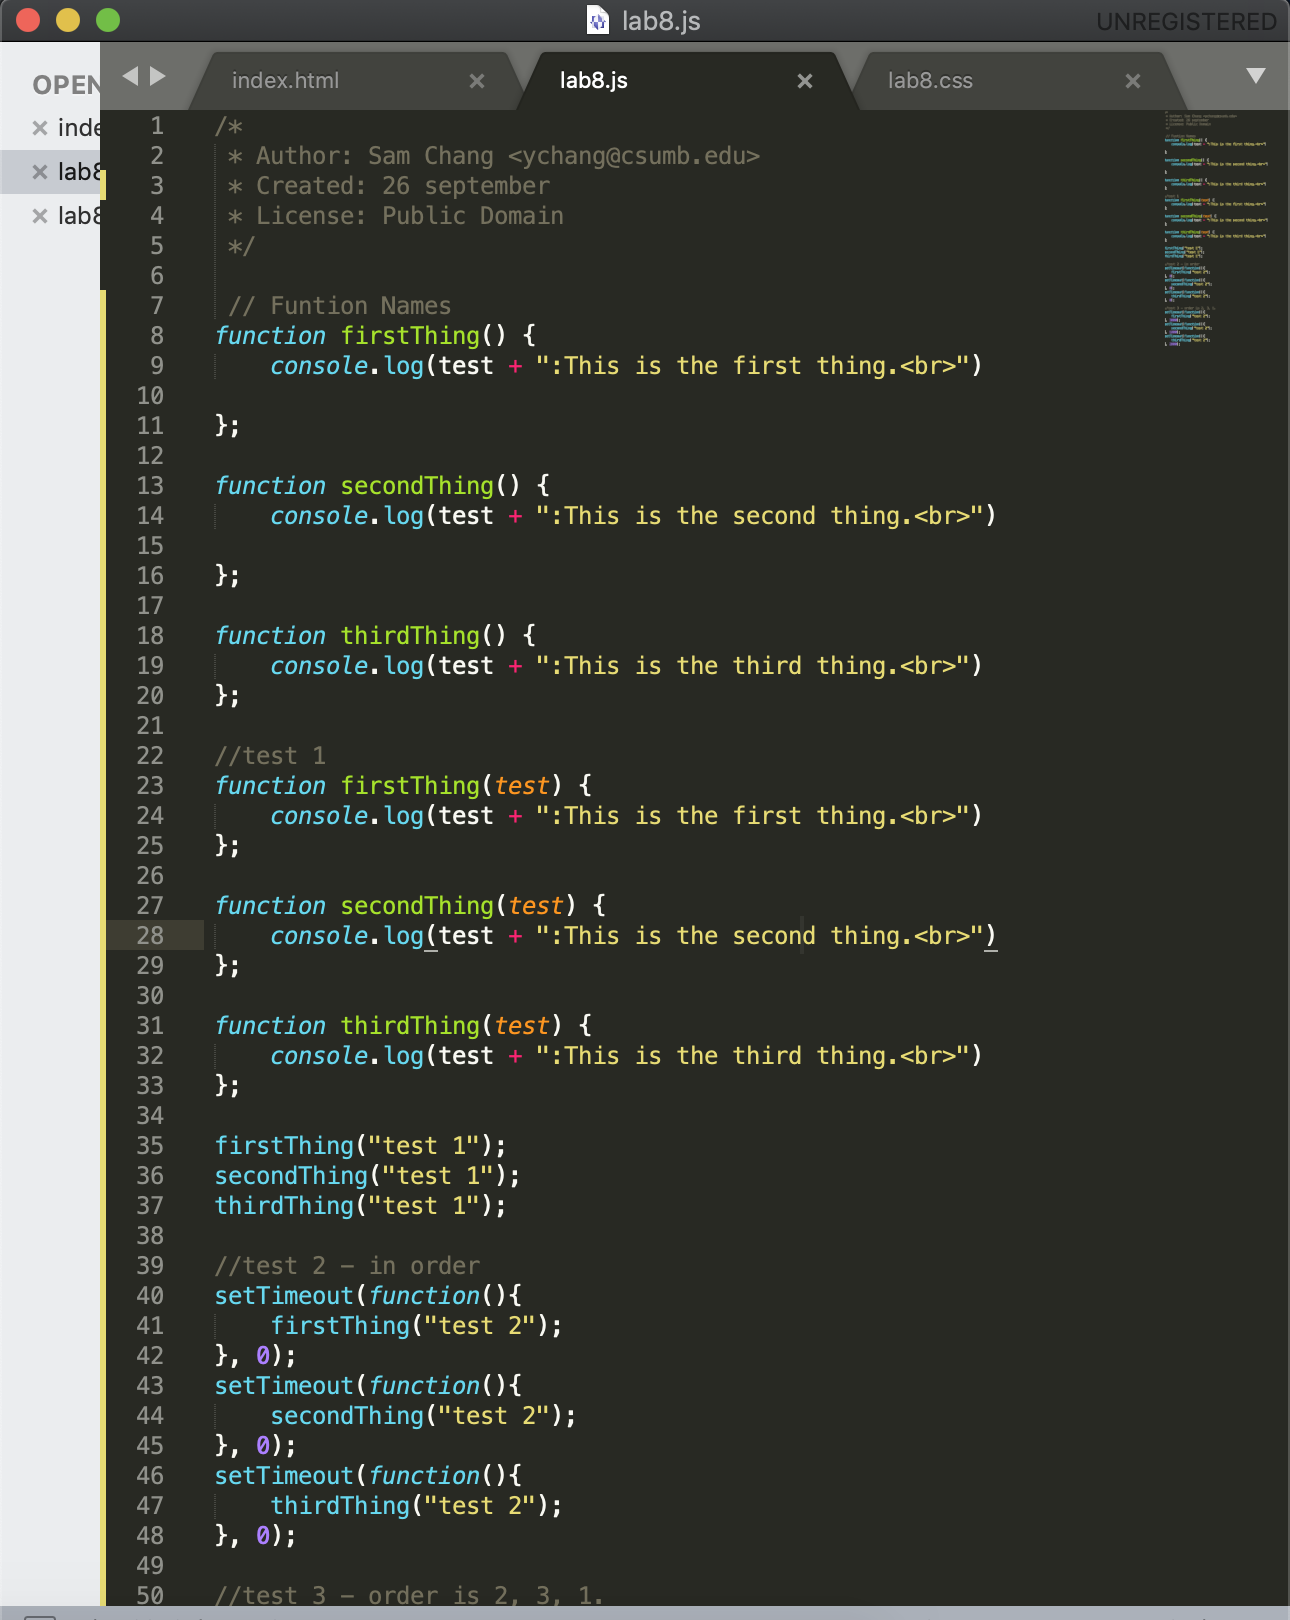 lab8.js
UNREGISTERED
OPEN
index.html
lab8.js
lab8.css
1 /*
2  * Author: Sam Chang <ychang@csumb.edu>
3  * Created: 26 september
4  * License: Public Domain
5  */
6
7  // Funtion Names
8 function firstThing() {
9     console.log(test + ":This is the first thing.<br>")
10
11 };
12
13 function secondThing() {
14     console.log(test + ":This is the second thing.<br>")
15
16 };
17
18 function thirdThing() {
19     console.log(test + ":This is the third thing.<br>")
20 };
21
22 //test 1
23 function firstThing(test) {
24     console.log(test + ":This is the first thing.<br>")
25 };
26
27 function secondThing(test) {
28     console.log(test + ":This is the second thing.<br>")
29 };
30
31 function thirdThing(test) {
32     console.log(test + ":This is the third thing.<br>")
33 };
34
35 firstThing("test 1");
36 secondThing("test 1");
37 thirdThing("test 1");
38
39 //test 2 – in order
40 setTimeout(function(){
41     firstThing("test 2");
42 }, 0);
43 setTimeout(function(){
44     secondThing("test 2");
45 }, 0);
46 setTimeout(function(){
47     thirdThing("test 2");
48 }, 0);
49
50 //test 3 – order is 2, 3, 1.